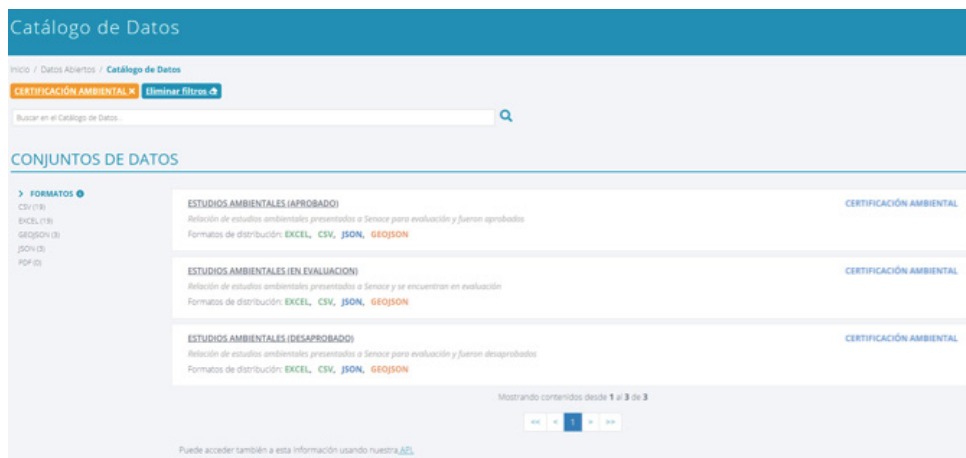 Catálogo de Datos
Inicio / Datos Abiertos / Catálogo de Datos
CERTIFICACIÓN AMBIENTAL X Eliminar filtros
Buscar en el Catálogo de Datos...
CONJUNTOS DE DATOS
> FORMATOS
CSV (19)
EXCEL (19)
GEOJSON (3)
JSON (3)
PDF (0)
ESTUDIOS AMBIENTALES (APROBADO)
CERTIFICACIÓN AMBIENTAL
Relación de estudios ambientales presentados a Senace para evaluación y fueron aprobados
Formatos de distribución: EXCEL, CSV, JSON, GEOJSON
ESTUDIOS AMBIENTALES (EN EVALUACION)
CERTIFICACIÓN AMBIENTAL
Relación de estudios ambientales presentados a Senace y se encuentran en evaluación
Formatos de distribución: EXCEL, CSV, JSON, GEOJSON
ESTUDIOS AMBIENTALES (DESAPROBADO)
CERTIFICACIÓN AMBIENTAL
Relación de estudios ambientales presentados a Senace para evaluación y fueron desaprobados
Formatos de distribución: EXCEL, CSV, JSON, GEOJSON
Mostrando contenidos desde 1 al 3 de 3
<< < 1 > >>
Puede acceder también a esta información usando nuestra API.